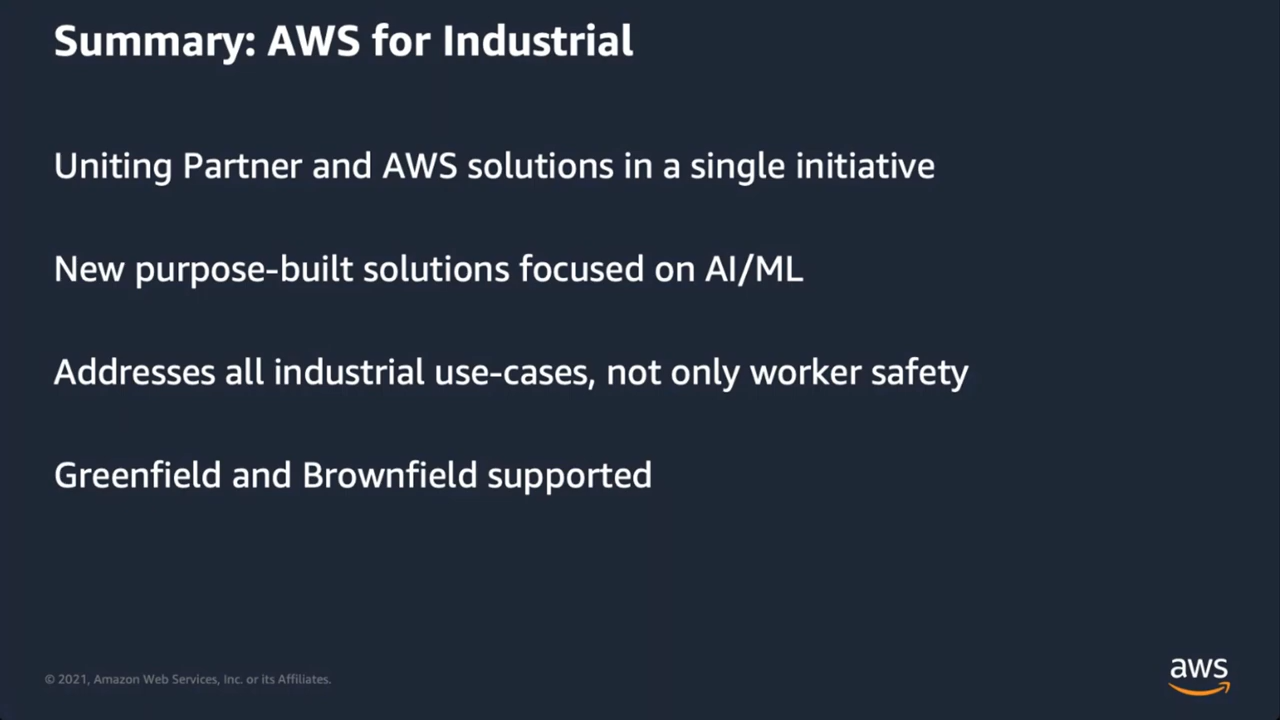 Summary: AWS for Industrial
Uniting Partner and AWS solutions in a single initiative
New purpose-built solutions focused on AI/ML
Addresses all industrial use-cases, not only worker safety
Greenfield and Brownfield supported
© 2021, Amazon Web Services, Inc. or its Affiliates.
aws